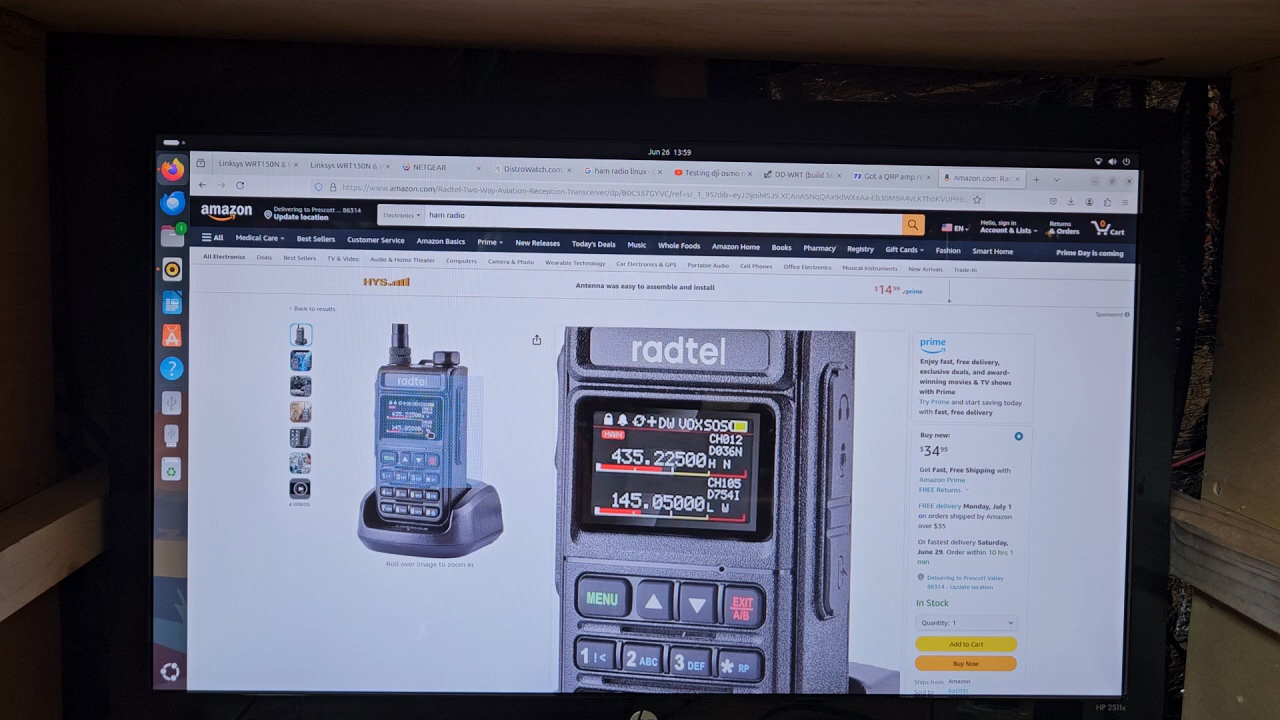 Jun 26 13:59
Linksys WRT150N &
Linksys WRT150N &
NETGEAR
DistroWatch.com:
ham radio linux -
Testing dji osmo
DD-WRT (build
Got a QRP amp re
Amazon.com: Rad
amazon
Delivering to Prescott ... 86314
Update location
Electronics
ham radio
EN
Hello, sign in
Account & Lists
Returns
& Orders
0
Cart
All
Medical Care
Best Sellers
Customer Service
Amazon Basics
Prime
New Releases
Today's Deals
Music
Whole Foods
Amazon Home
Books
Pharmacy
Registry
Gift Cards
Fashion
Smart Home
Prime Day is coming
All Electronics
Deals
Best Sellers
TV & Video
Audio & Home Theater
Computers
Camera & Photo
Wearable Technology
Car Electronics & GPS
Portable Audio
Cell Phones
Office Electronics
Musical Instruments
New Arrivals
Trade-In
HYS
Antenna was easy to assemble and install
$14.99 prime
Sponsored
‹ Back to results
4 VIDEOS
radtel
Roll over image to zoom in
radtel
+DW VOX SOS
MAIN
CH012
D036N
435.22500 H N
CH105
D754I
145.05000 L W
MENU
EXIT
A/B
1 !<
2 ABC
3 DEF
* RP
prime
Enjoy fast, free delivery,
exclusive deals, and award-
winning movies & TV shows
with Prime
Try Prime and start saving today
with fast, free delivery
Buy new:
$34.99
Get Fast, Free Shipping with
Amazon Prime
FREE Returns
FREE delivery Monday, July 1
on orders shipped by Amazon
over $35
Or fastest delivery Saturday,
June 29. Order within 10 hrs 1
min
Delivering to Prescott Valley
86314 - Update location
In Stock
Quantity: 1
Add to Cart
Buy Now
Ships from Amazon
Sold by RADTEL
HP 2511x